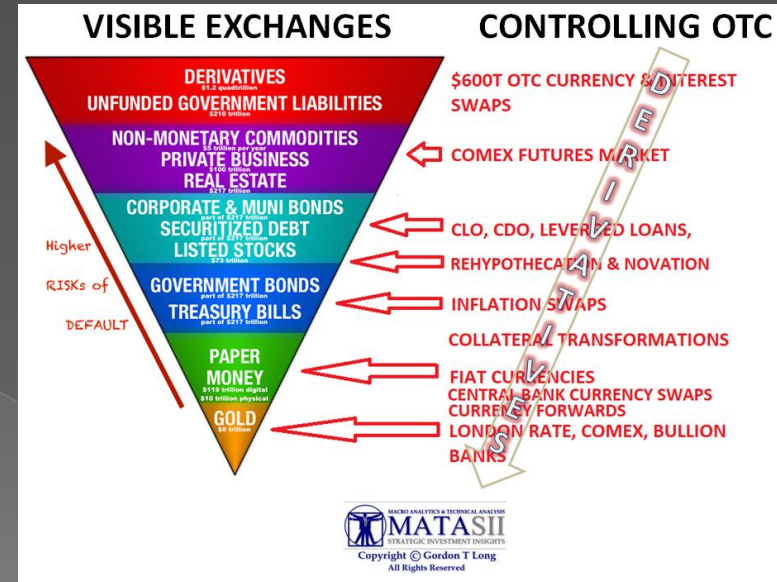 VISIBLE EXCHANGES
CONTROLLING OTC
DERIVATIVES
$1.2 quadtrillion
UNFUNDED GOVERNMENT LIABILITIES
$210 trillion
NON-MONETARY COMMODITIES
$5 trillion per year
PRIVATE BUSINESS
$100 trillion
REAL ESTATE
$217 trillion
CORPORATE & MUNI BONDS
part of $217 trillion
SECURITIZED DEBT
part of $217 trillion
LISTED STOCKS
$73 trillion
GOVERNMENT BONDS
part of $217 trillion
TREASURY BILLS
part of $217 trillion
PAPER
MONEY
$119 trillion digital
$10 trillion physical
GOLD
$8 trillion
Higher
RISKs of
DEFAULT
$600T OTC CURRENCY & INTEREST
SWAPS
COMEX FUTURES MARKET
CLO, CDO, LEVERED LOANS,
REHYPOTHECATION & NOVATION
INFLATION SWAPS
COLLATERAL TRANSFORMATIONS
FIAT CURRENCIES
CENTRAL BANK CURRENCY SWAPS
CURRENCY FORWARDS
LONDON RATE, COMEX, BULLION
BANKS
DERIVATIVES
MACRO ANALYTICS & TECHNICAL ANALYSIS
MATASII
STRATEGIC INVESTMENT INSIGHTS
Copyright © Gordon T Long
All Rights Reserved